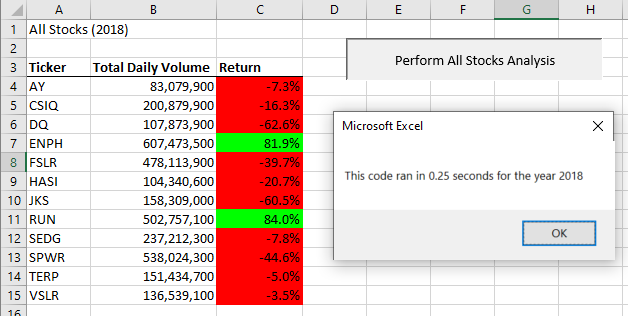 A B C D E F G H
1 All Stocks (2018)
2
3 Ticker Total Daily Volume Return
Perform All Stocks Analysis
4 AY 83,079,900 -7.3%
5 CSIQ 200,879,900 -16.3%
6 DQ 107,873,900 -62.6%
7 ENPH 607,473,500 81.9%
8 FSLR 478,113,900 -39.7%
9 HASI 104,340,600 -20.7%
10 JKS 158,309,000 -60.5%
11 RUN 502,757,100 84.0%
12 SEDG 237,212,300 -7.8%
13 SPWR 538,024,300 -44.6%
14 TERP 151,434,700 -5.0%
15 VSLR 136,539,100 -3.5%
16
Microsoft Excel
This code ran in 0.25 seconds for the year 2018
OK